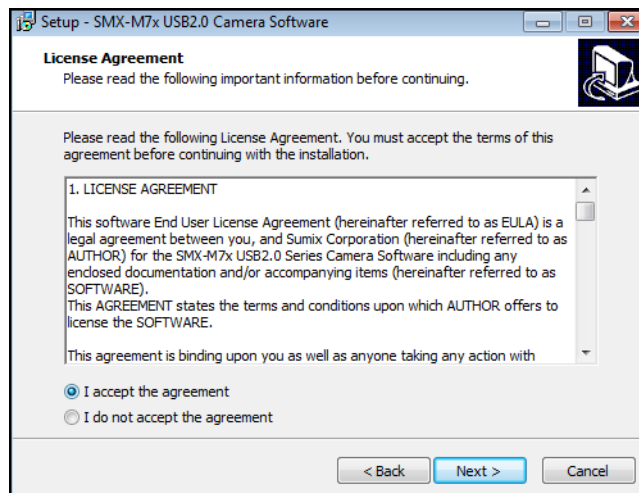 Setup - SMX-M7x USB2.0 Camera Software
License Agreement
Please read the following important information before continuing.
Please read the following License Agreement. You must accept the terms of this
agreement before continuing with the installation.
1. LICENSE AGREEMENT
This software End User License Agreement (hereinafter referred to as EULA) is a
legal agreement between you, and Sumix Corporation (hereinafter referred to as
AUTHOR) for the SMX-M7x USB2.0 Series Camera Software including any
enclosed documentation and/or accompanying items (hereinafter referred to as
SOFTWARE).
This AGREEMENT states the terms and conditions upon which AUTHOR offers to
license the SOFTWARE.
This agreement is binding upon you as well as anyone taking any action with
I accept the agreement
I do not accept the agreement
< Back Next > Cancel